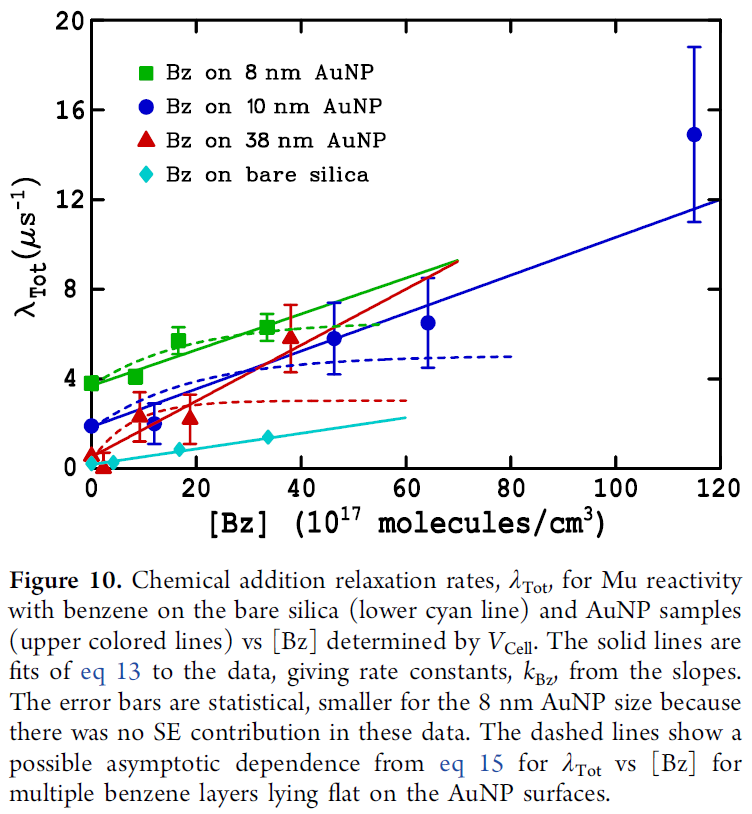 20
16
12
8
4
0
λTot(μs⁻¹)
Bz on 8 nm AuNP
Bz on 10 nm AuNP
Bz on 38 nm AuNP
Bz on bare silica
0 20 40 60 80 100 120
[Bz] (10¹⁷ molecules/cm³)
Figure 10. Chemical addition relaxation rates, λTot, for Mu reactivity
with benzene on the bare silica (lower cyan line) and AuNP samples
(upper colored lines) vs [Bz] determined by VCell. The solid lines are
fits of eq 13 to the data, giving rate constants, kBz, from the slopes.
The error bars are statistical, smaller for the 8 nm AuNP size because
there was no SE contribution in these data. The dashed lines show a
possible asymptotic dependence from eq 15 for λTot vs [Bz] for
multiple benzene layers lying flat on the AuNP surfaces.